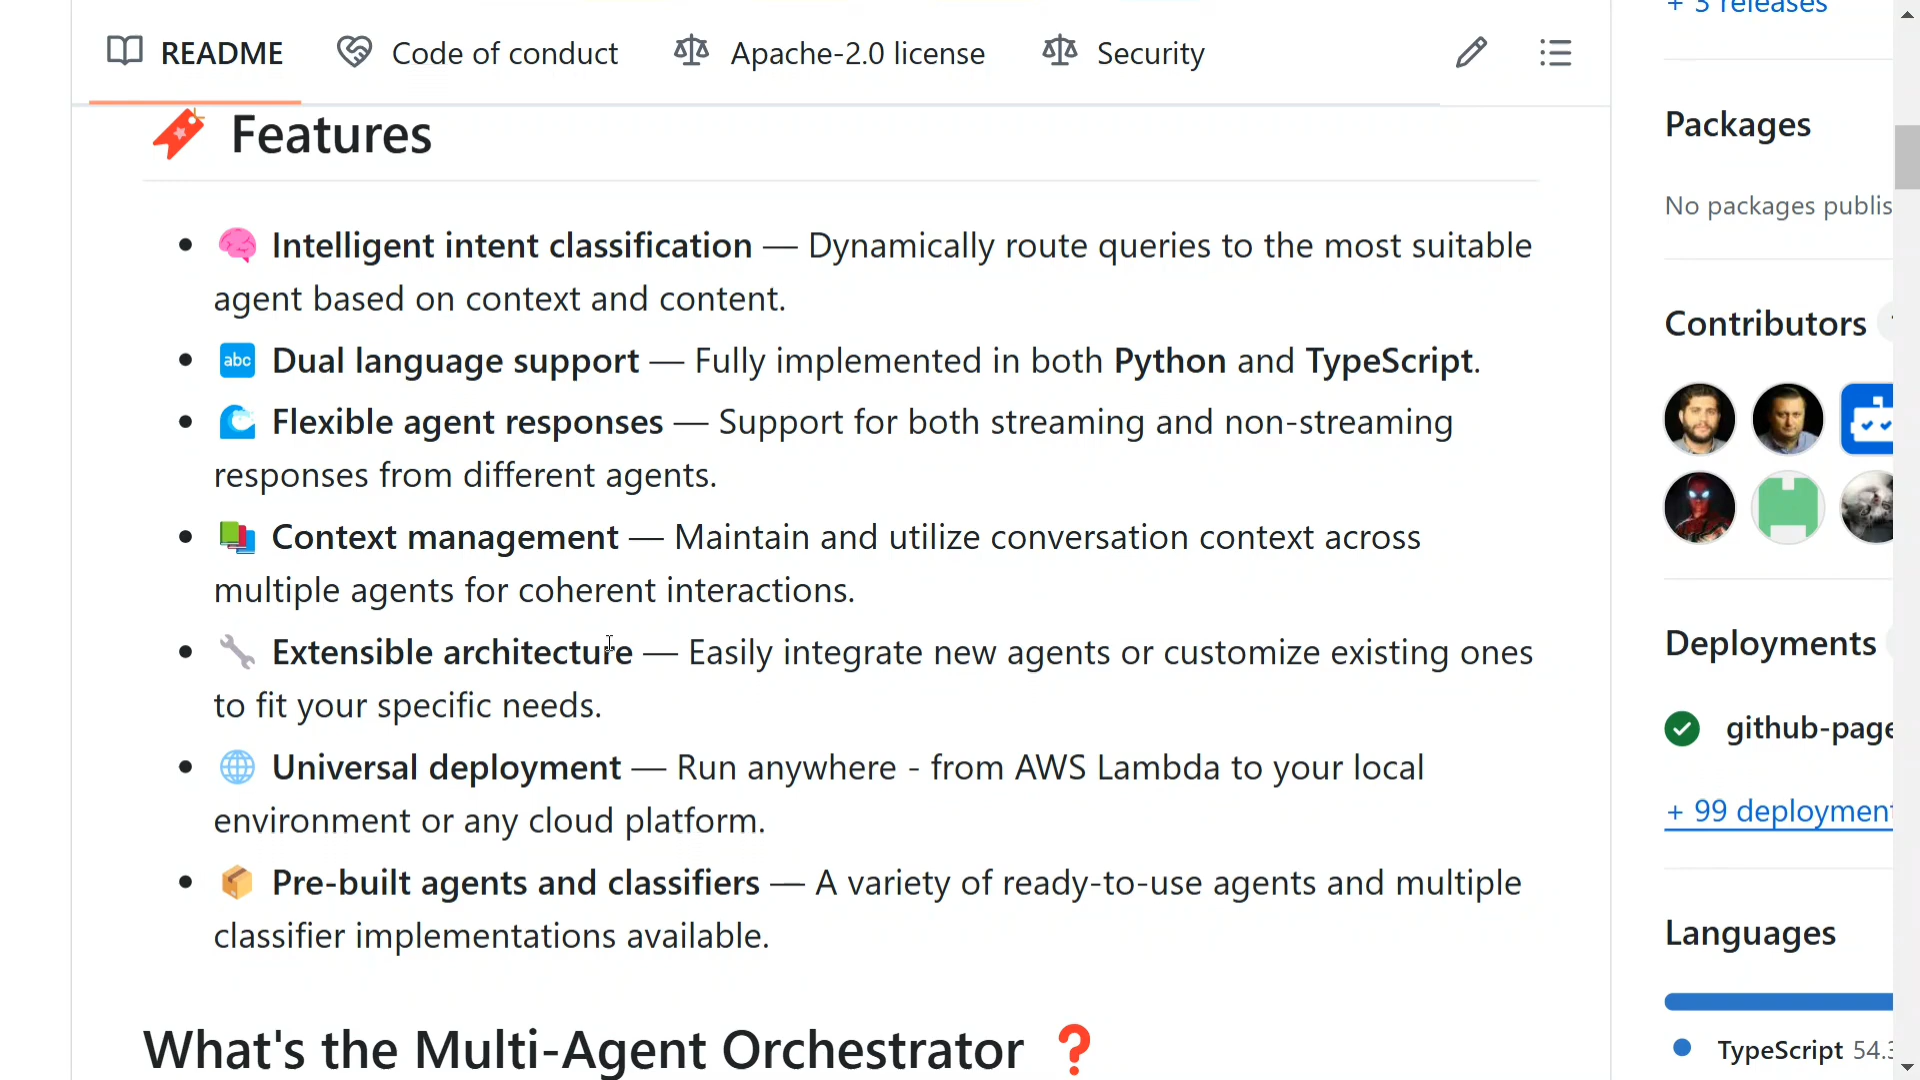 + 3 releases
README
Code of conduct
Apache-2.0 license
Security
Features
Intelligent intent classification — Dynamically route queries to the most suitable
agent based on context and content.
abc Dual language support — Fully implemented in both Python and TypeScript.
Flexible agent responses — Support for both streaming and non-streaming
responses from different agents.
Context management — Maintain and utilize conversation context across
multiple agents for coherent interactions.
Extensible architecture — Easily integrate new agents or customize existing ones
to fit your specific needs.
Universal deployment — Run anywhere - from AWS Lambda to your local
environment or any cloud platform.
Pre-built agents and classifiers — A variety of ready-to-use agents and multiple
classifier implementations available.
What's the Multi-Agent Orchestrator ❓
Packages
No packages publis
Contributors
Deployments
github-page
+ 99 deployment
Languages
TypeScript 54.3